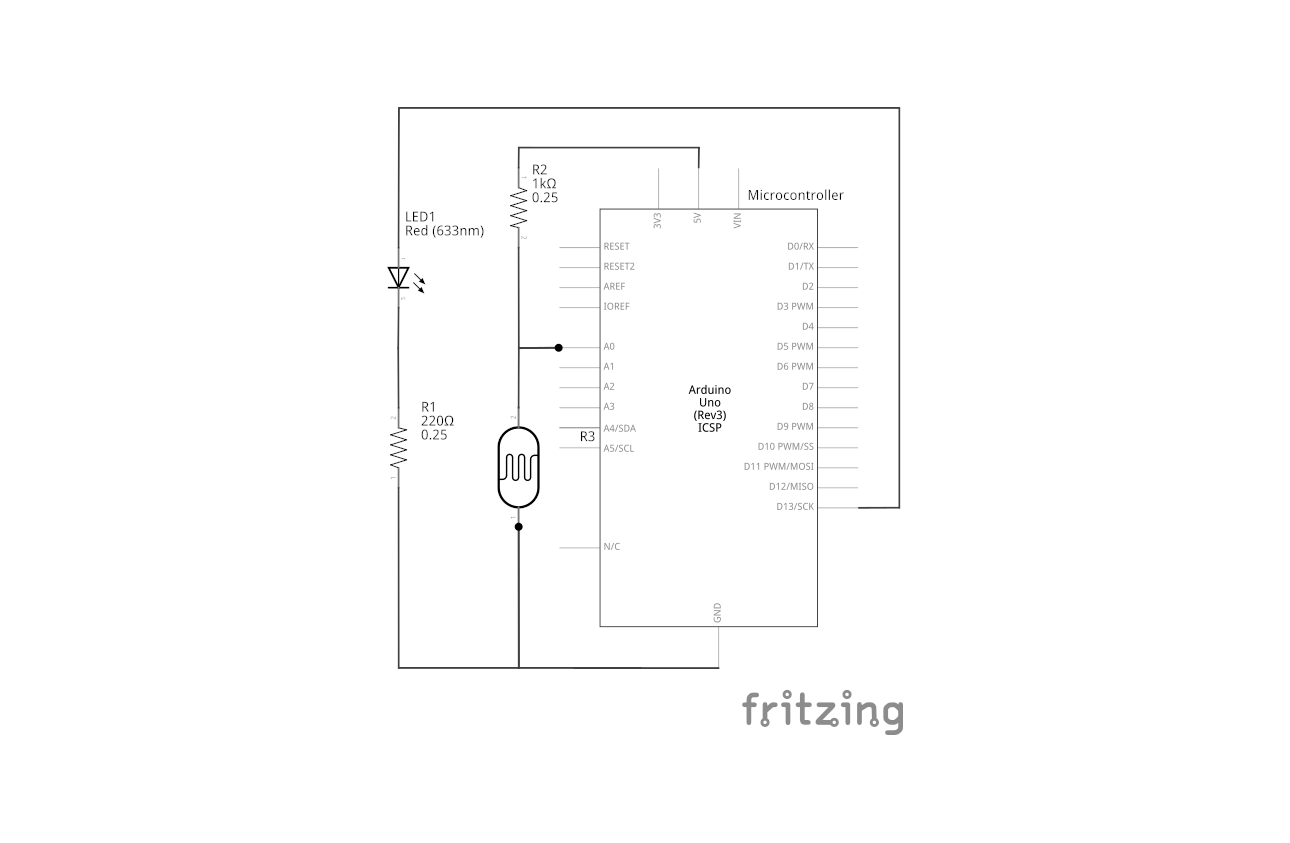 R2
1kΩ
0.25
Microcontroller
LED1
Red (633nm)
3V3
5V
VIN
RESET
RESET2
AREF
IOREF
A0
A1
A2
A3
A4/SDA
A5/SCL
N/C
D0/RX
D1/TX
D2
D3 PWM
D4
D5 PWM
D6 PWM
D7
D8
D9 PWM
D10 PWM/SS
D11 PWM/MOSI
D12/MISO
D13/SCK
Arduino
Uno
(Rev3)
ICSP
R1
220Ω
0.25
R3
GND
fritzing